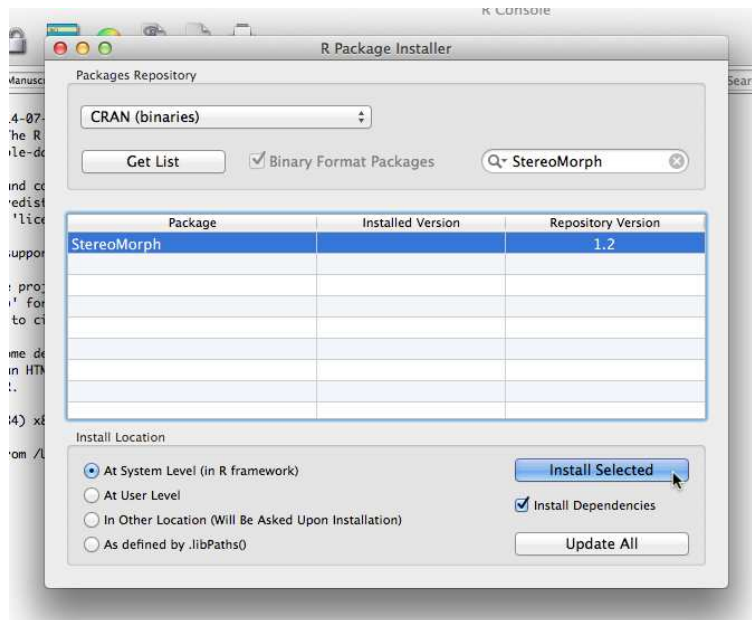 R Console
R Package Installer
Packages Repository
CRAN (binaries)
Get List
Binary Format Packages
StereoMorph
Package Installed Version Repository Version
StereoMorph 1.2
Install Location
At System Level (in R framework)
Install Selected
At User Level
Install Dependencies
In Other Location (Will Be Asked Upon Installation)
As defined by .libPaths()
Update All